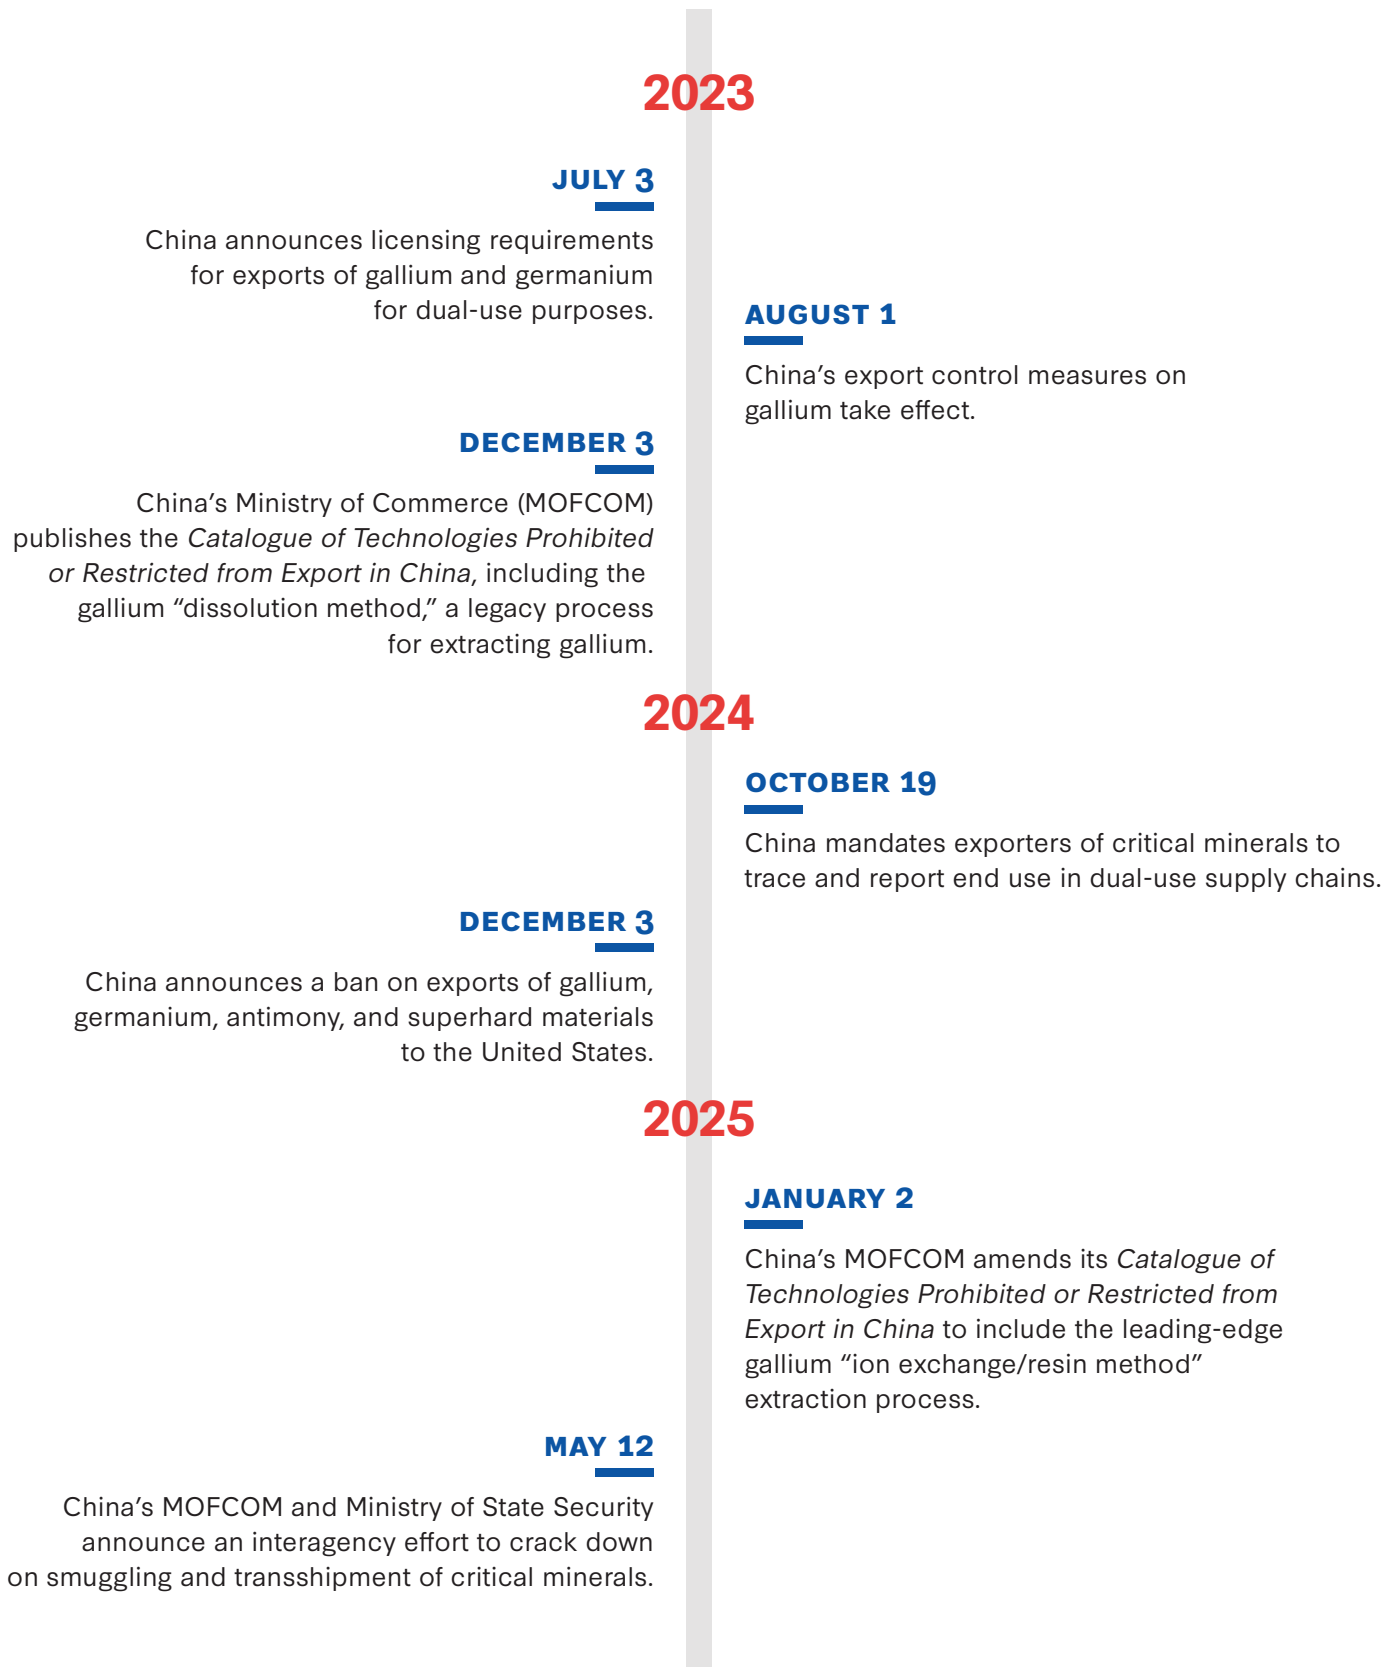 2023
JULY 3
China announces licensing requirements
for exports of gallium and germanium
for dual-use purposes.
AUGUST 1
China’s export control measures on
gallium take effect.
DECEMBER 3
China’s Ministry of Commerce (MOFCOM)
publishes the Catalogue of Technologies Prohibited
or Restricted from Export in China, including the
gallium “dissolution method,” a legacy process
for extracting gallium.
2024
OCTOBER 19
China mandates exporters of critical minerals to
trace and report end use in dual-use supply chains.
DECEMBER 3
China announces a ban on exports of gallium,
germanium, antimony, and superhard materials
to the United States.
2025
JANUARY 2
China’s MOFCOM amends its Catalogue of
Technologies Prohibited or Restricted from
Export in China to include the leading-edge
gallium “ion exchange/resin method”
extraction process.
MAY 12
China’s MOFCOM and Ministry of State Security
announce an interagency effort to crack down
on smuggling and transshipment of critical minerals.